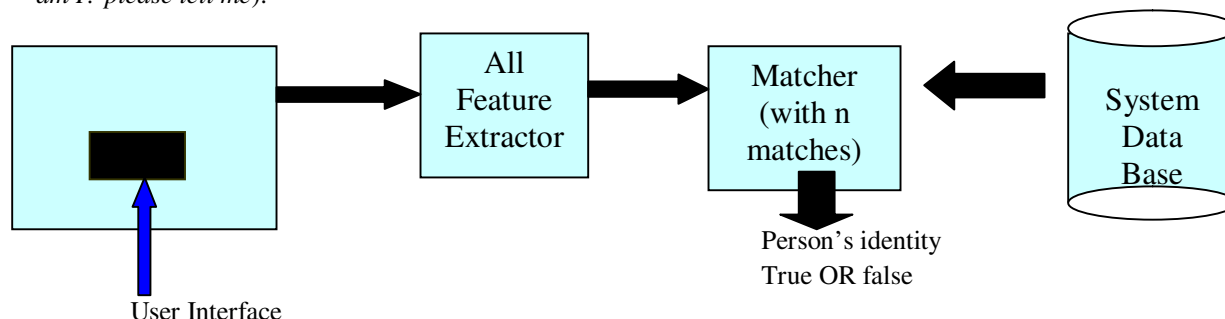 am I? please tell me).
All
Feature
Extractor
Matcher
(with n
matches)
System
Data
Base
Person's identity
True OR false
User Interface